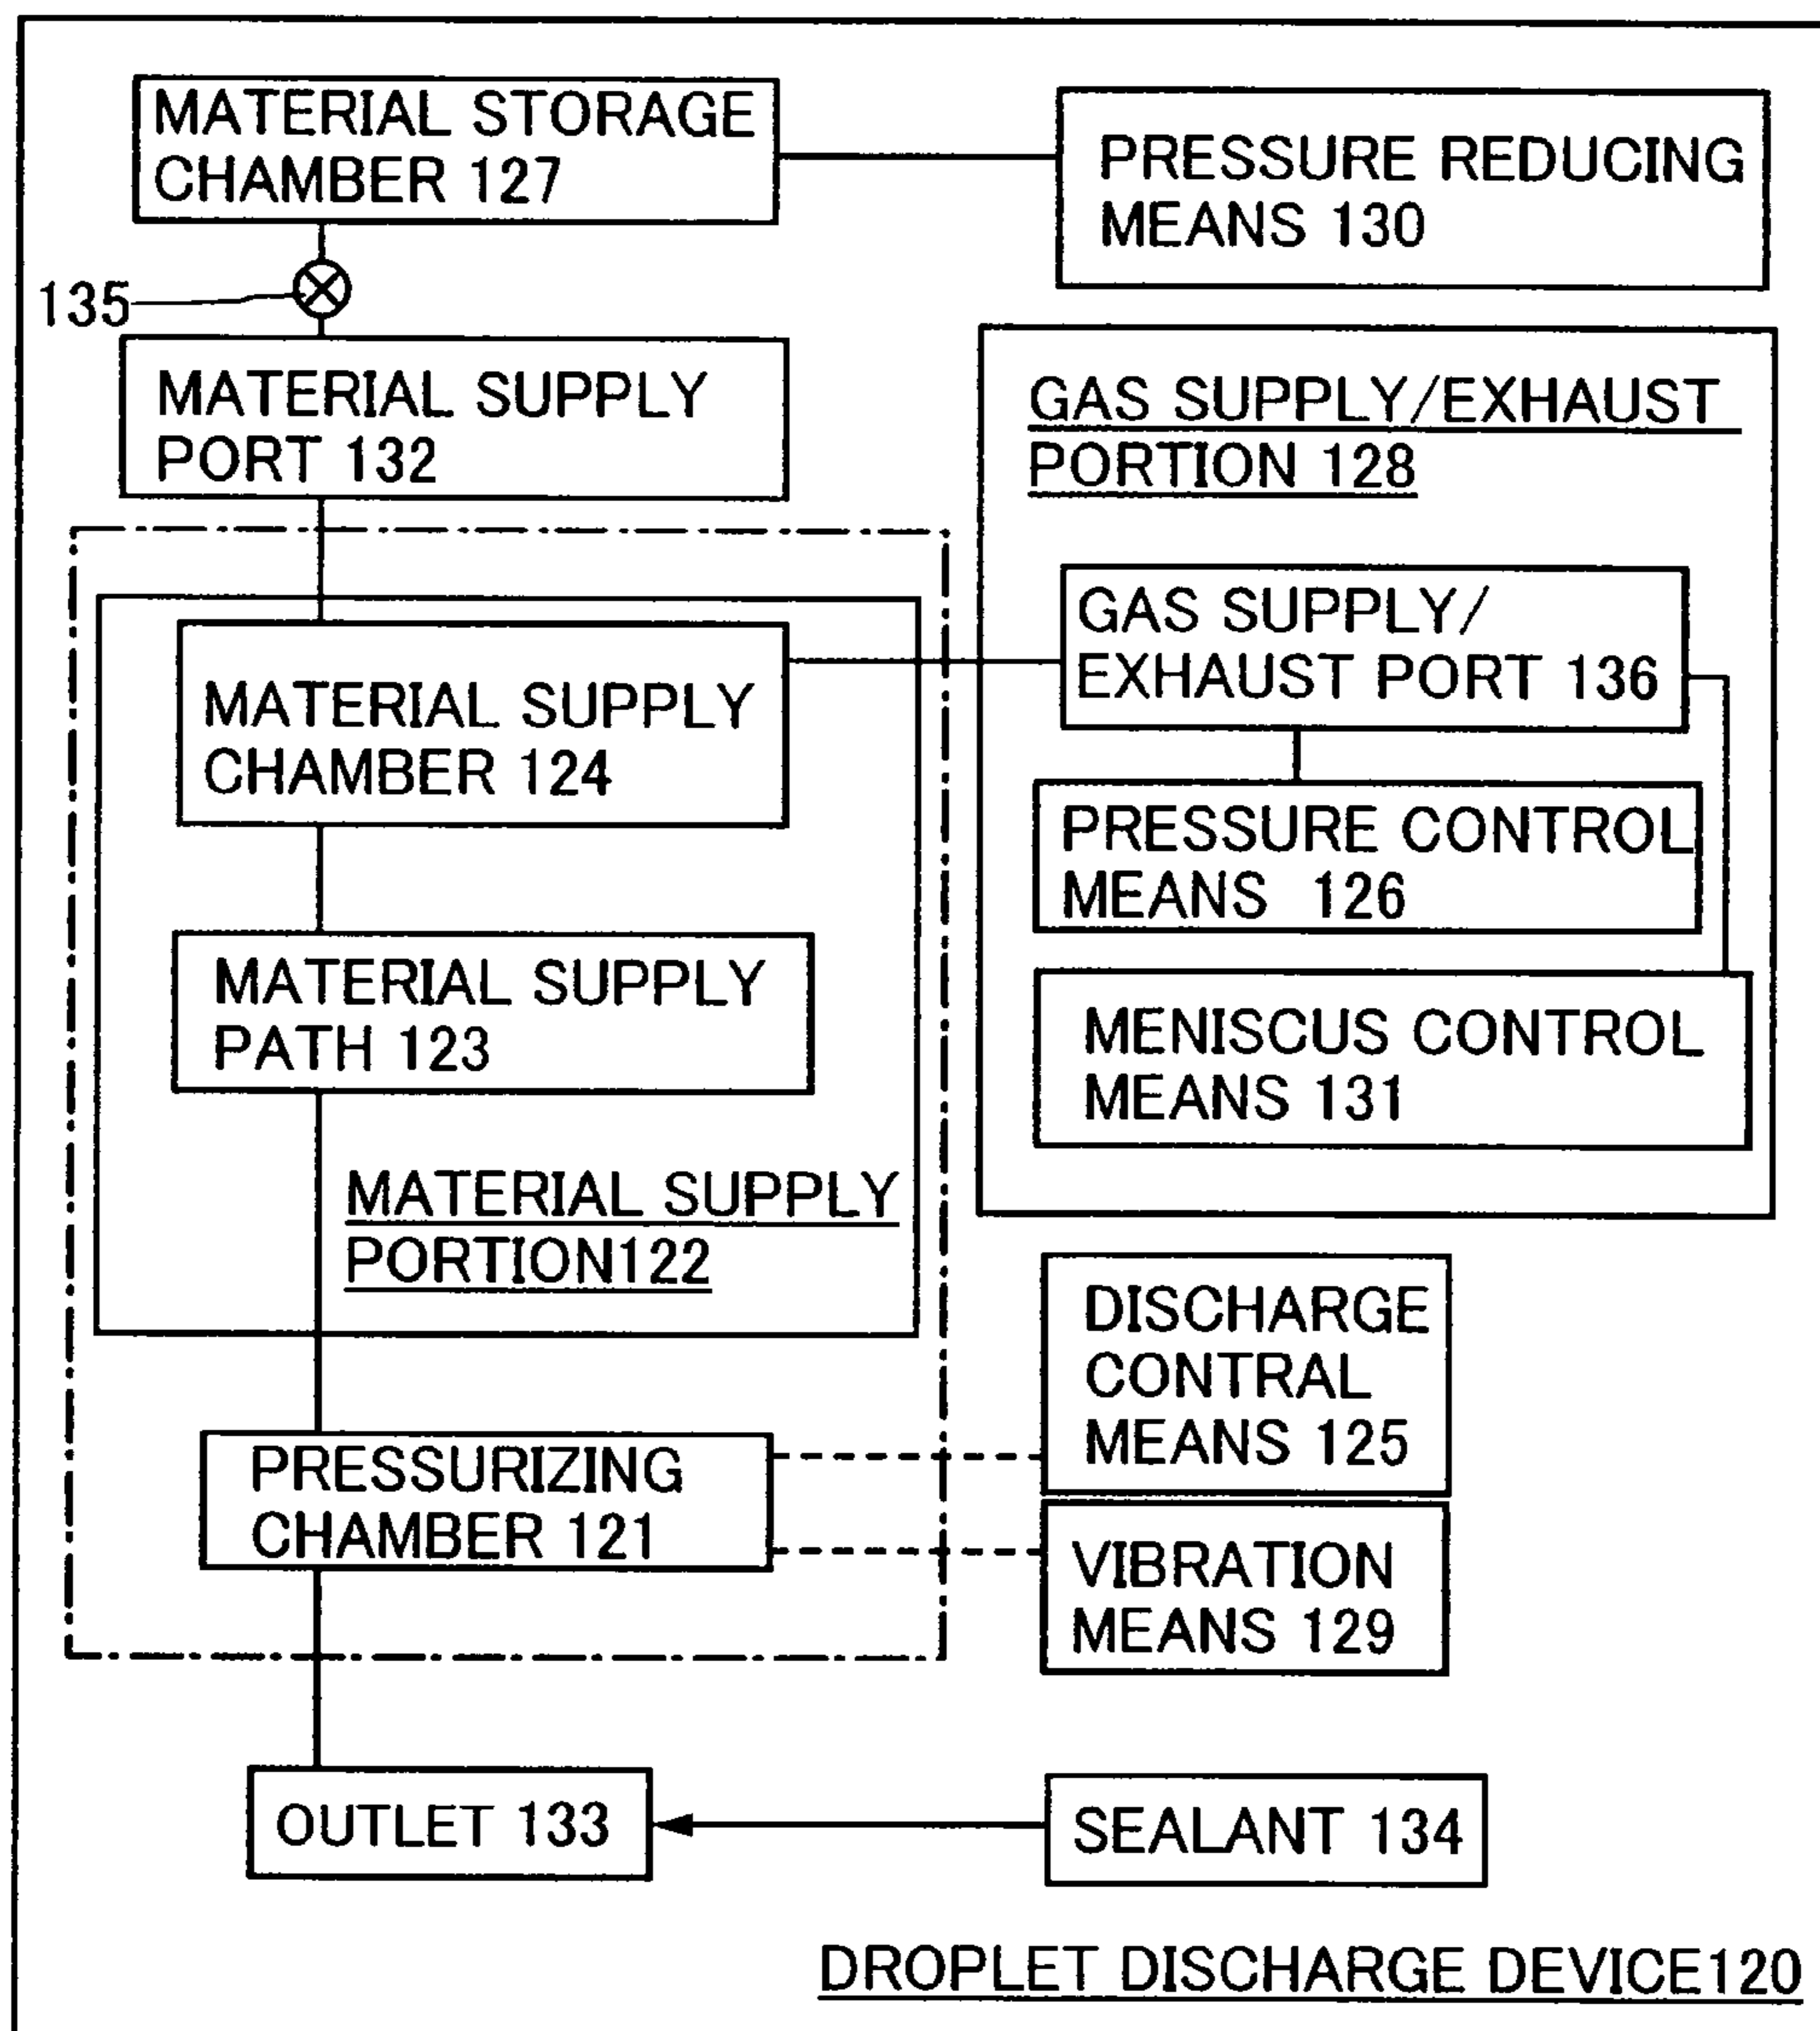 MATERIAL STORAGE
CHAMBER 127
PRESSURE REDUCING
MEANS 130
135
MATERIAL SUPPLY
PORT 132
GAS SUPPLY/EXHAUST
PORTION 128
GAS SUPPLY/
EXHAUST PORT 136
MATERIAL SUPPLY
CHAMBER 124
PRESSURE CONTROL
MEANS 126
MATERIAL SUPPLY
PATH 123
MENISCUS CONTROL
MEANS 131
MATERIAL SUPPLY
PORTION122
DISCHARGE
CONTRAL
MEANS 125
PRESSURIZING
CHAMBER 121
VIBRATION
MEANS 129
OUTLET 133
SEALANT 134
DROPLET DISCHARGE DEVICE120